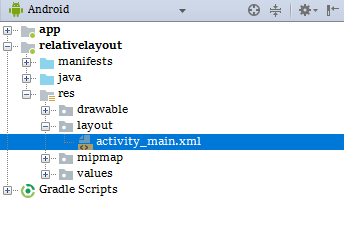 Android
app
relativelayout
manifests
java
res
drawable
layout
activity_main.xml
mipmap
values
Gradle Scripts